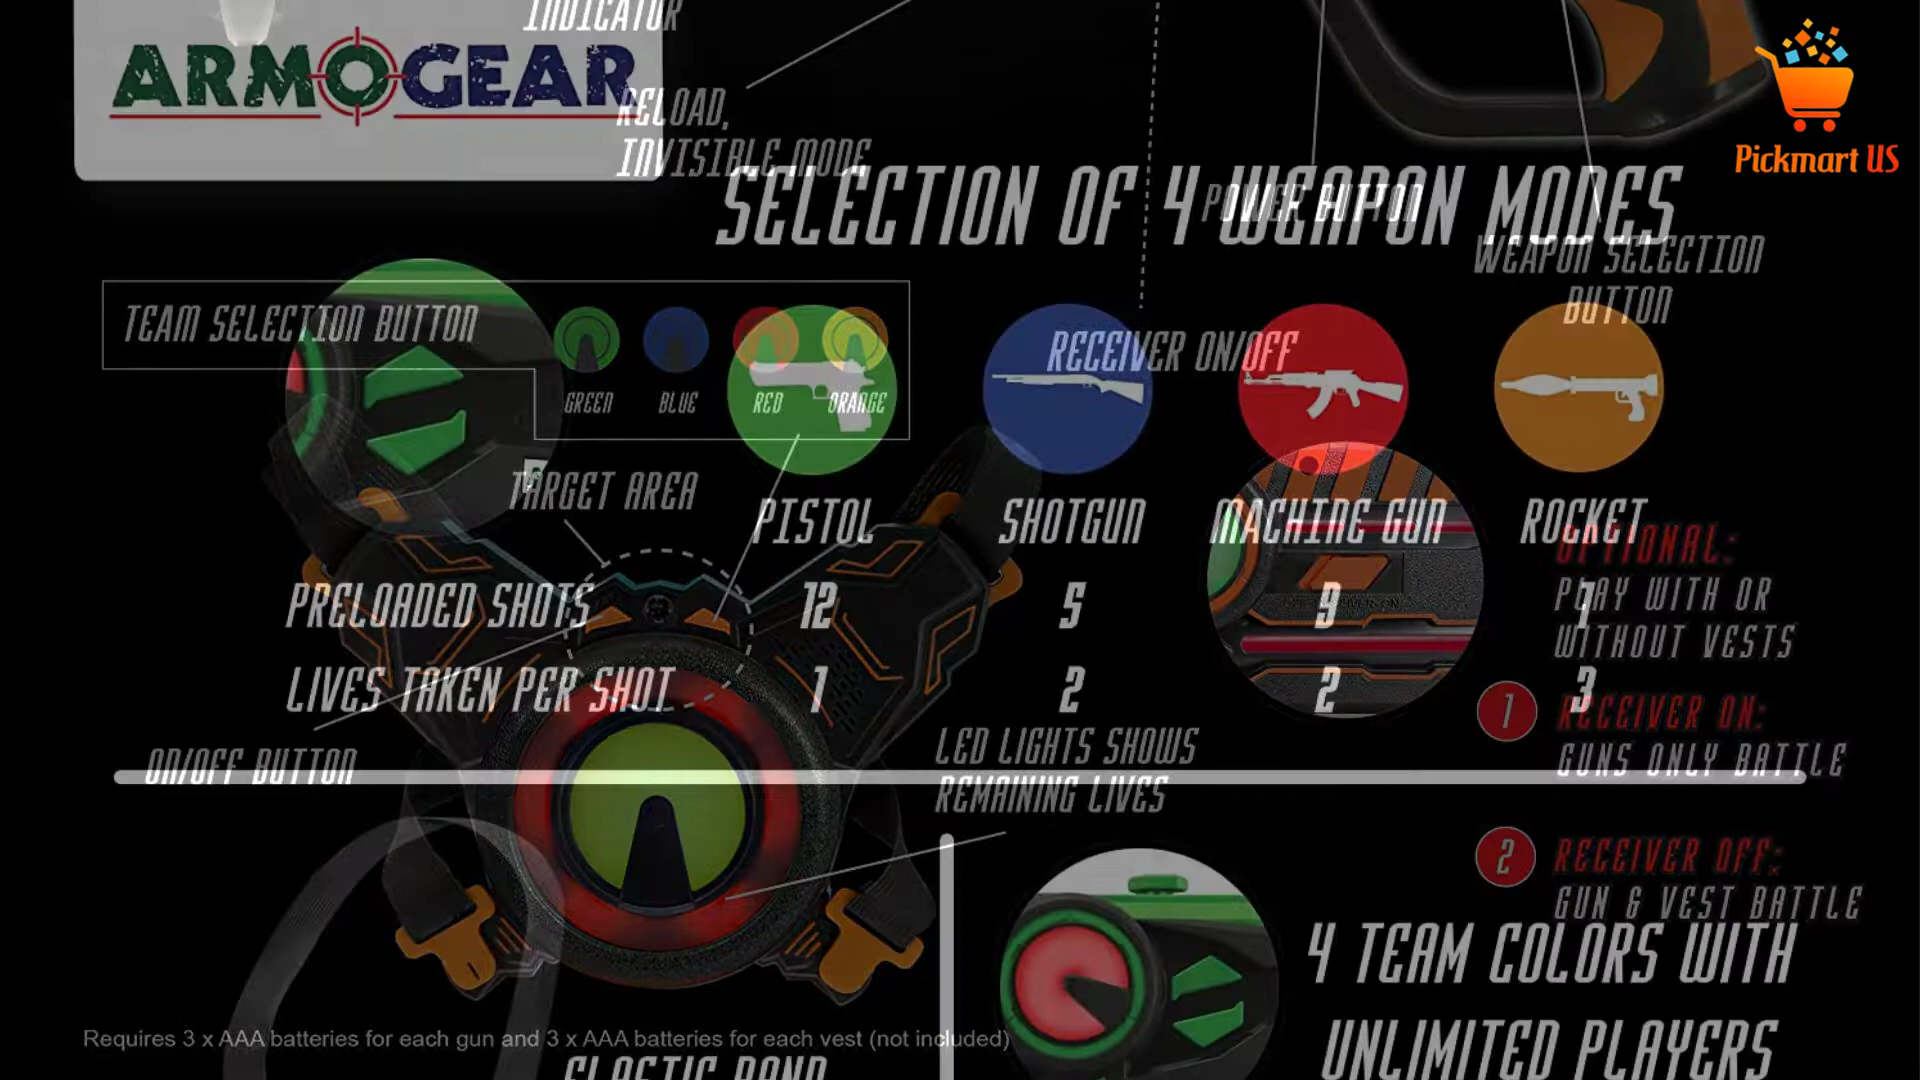 INDICATOR
ARMOGEAR
RELOAD,
INVISIBLE MODE
Pickmart US
SELECTION OF 4 WEAPON MODES
POWER BUTTON
WEAPON SELECTION
BUTTON
TEAM SELECTION BUTTON
RECEIVER ON/OFF
GREEN BLUE RED ORANGE
TARGET AREA
PISTOL SHOTGUN MACHINE GUN ROCKET
OPTIONAL:
PLAY WITH OR
WITHOUT VESTS
PRELOADED SHOTS 12 5 9 1
LIVES TAKEN PER SHOT 1 2 2 3
1 RECEIVER ON:
GUNS ONLY BATTLE
ON/OFF BUTTON
LED LIGHTS SHOWS
REMAINING LIVES
2 RECEIVER OFF:
GUN & VEST BATTLE
4 TEAM COLORS WITH
UNLIMITED PLAYERS
Requires 3 x AAA batteries for each gun and 3 x AAA batteries for each vest (not included)
ELASTIC BAND